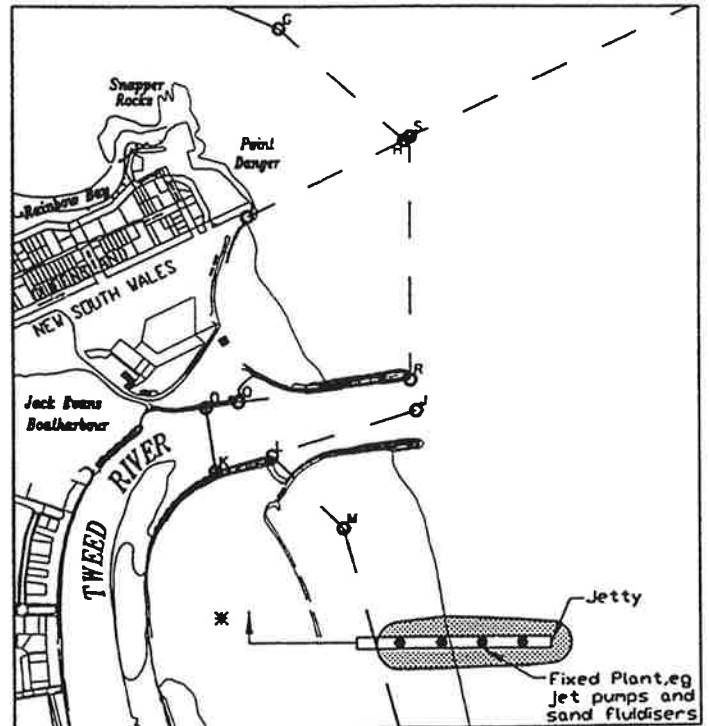 G
Snapper
Rocks
S
A
Point
Danger
Rainbow Bay
QUEENSLAND
NEW SOUTH WALES
R
J
Jack Evans
Boatharbour
O
K
L
TWEED RIVER
M
Jetty
Fixed Plant,eg
jet pumps and
sand fluidisers